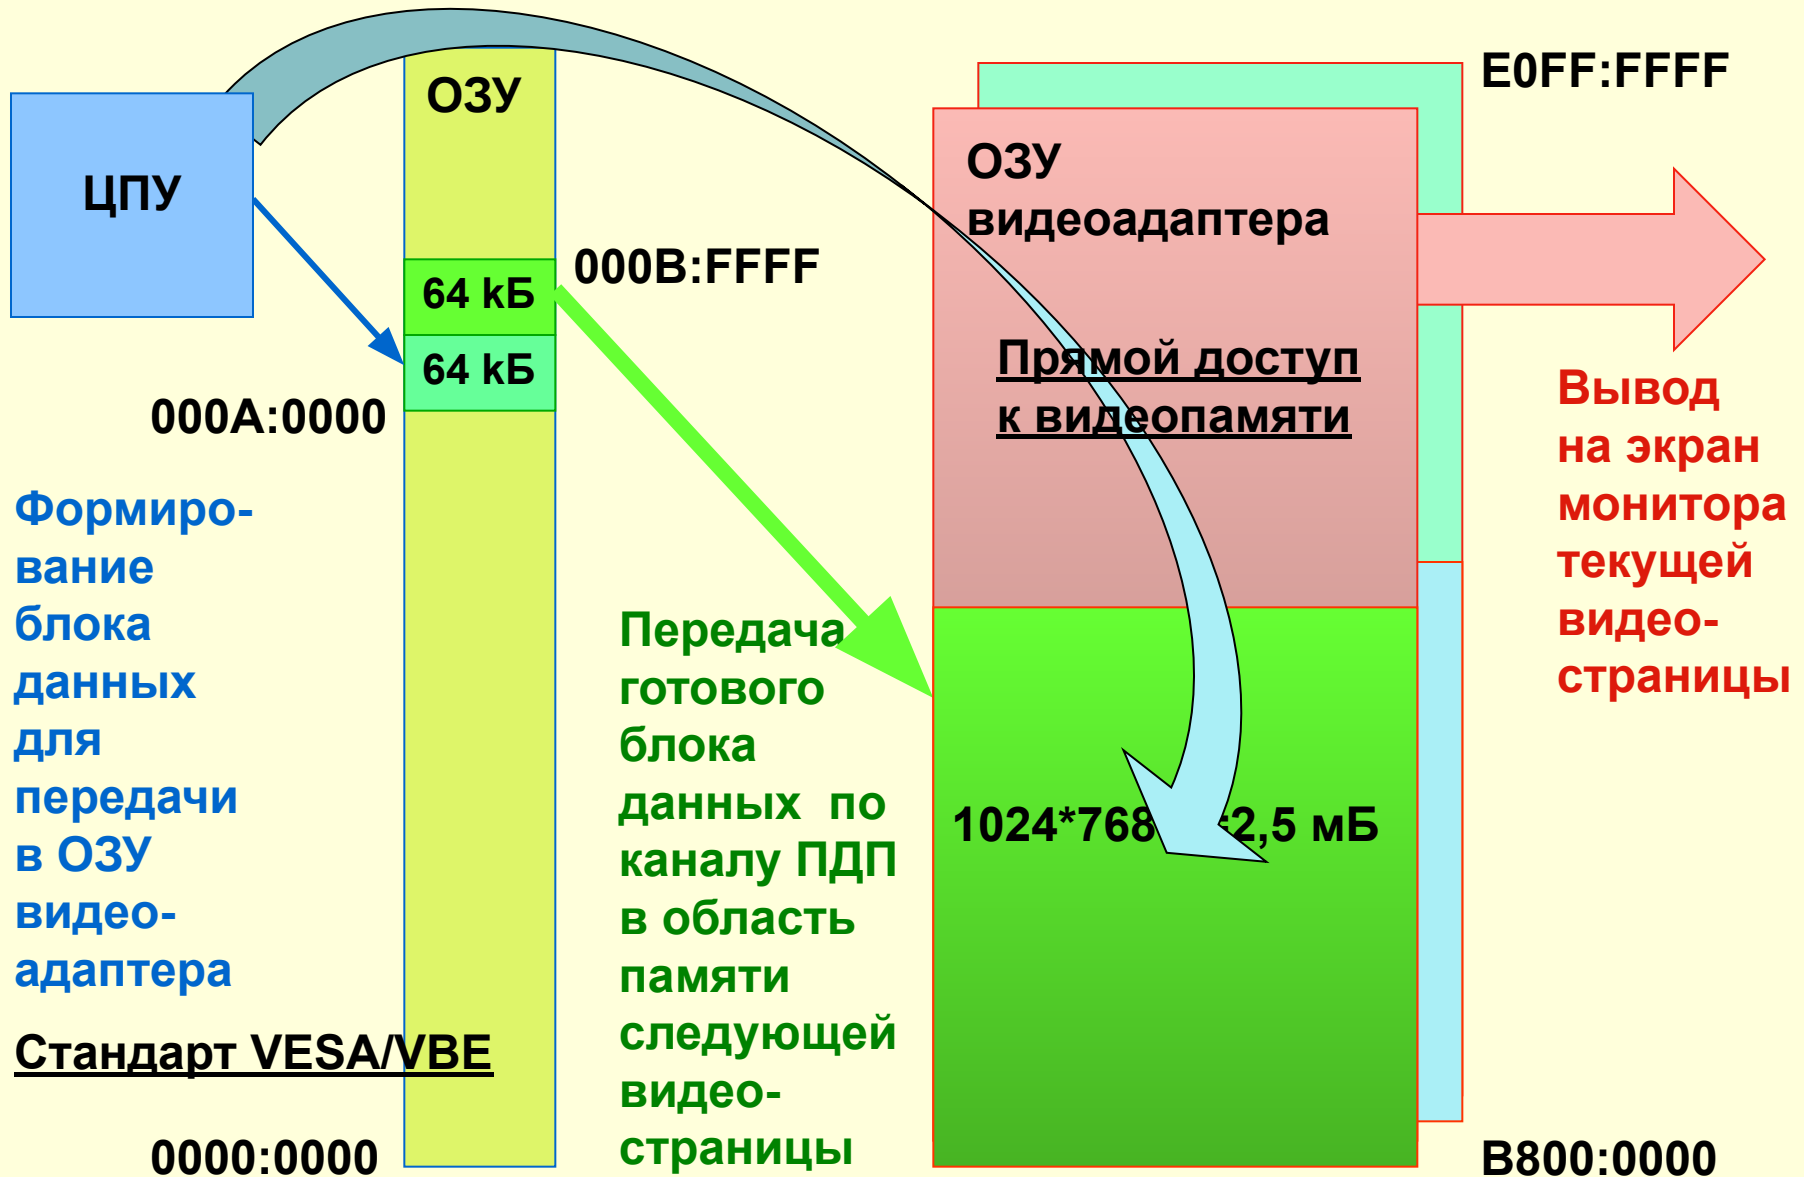 ЦПУ
ОЗУ
64 kБ
64 kБ
000B:FFFF
000A:0000
0000:0000
Формиро-
вание
блока
данных
для
передачи
в ОЗУ
видео-
адаптера
Стандарт VESA/VBE
Передача
готового
блока
данных по
каналу ПДП
в область
памяти
следующей
видео-
страницы
ОЗУ
видеоадаптера
Прямой доступ
к видеопамяти
1024*768 =2,5 мБ
E0FF:FFFF
Вывод
на экран
монитора
текущей
видео-
страницы
B800:0000